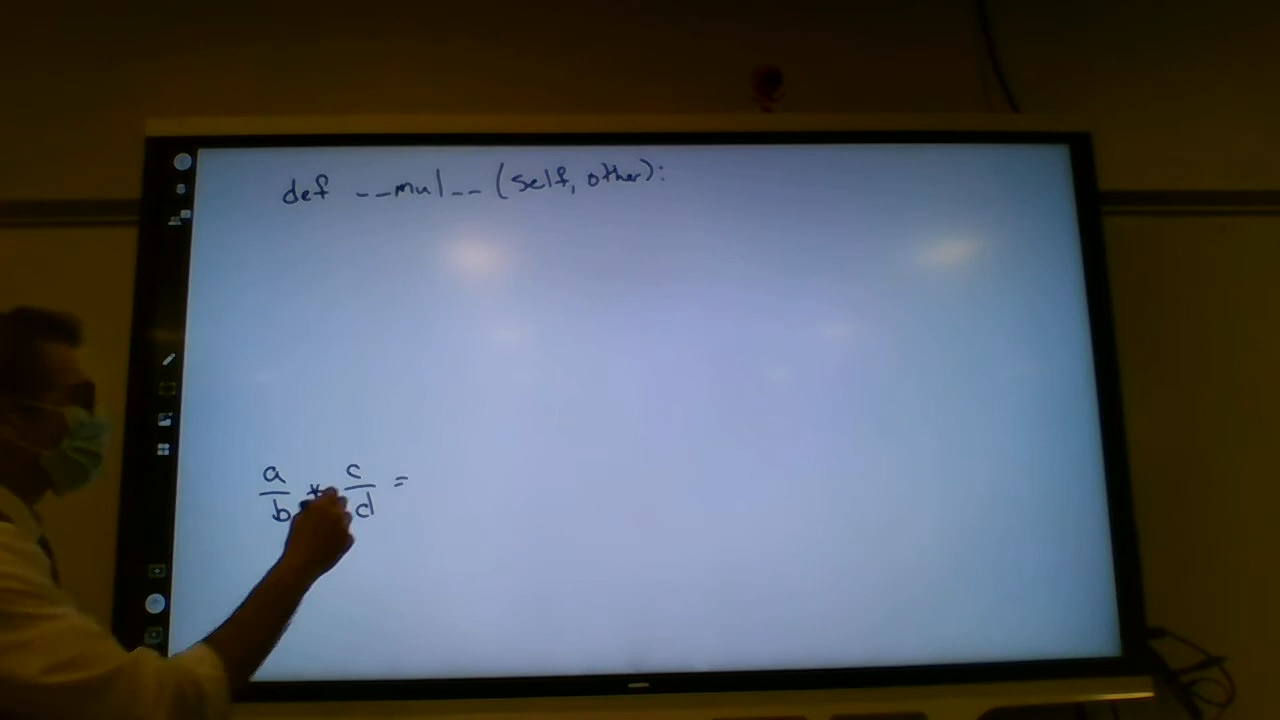 def __mul__ (self, other):
a/b * c/d =